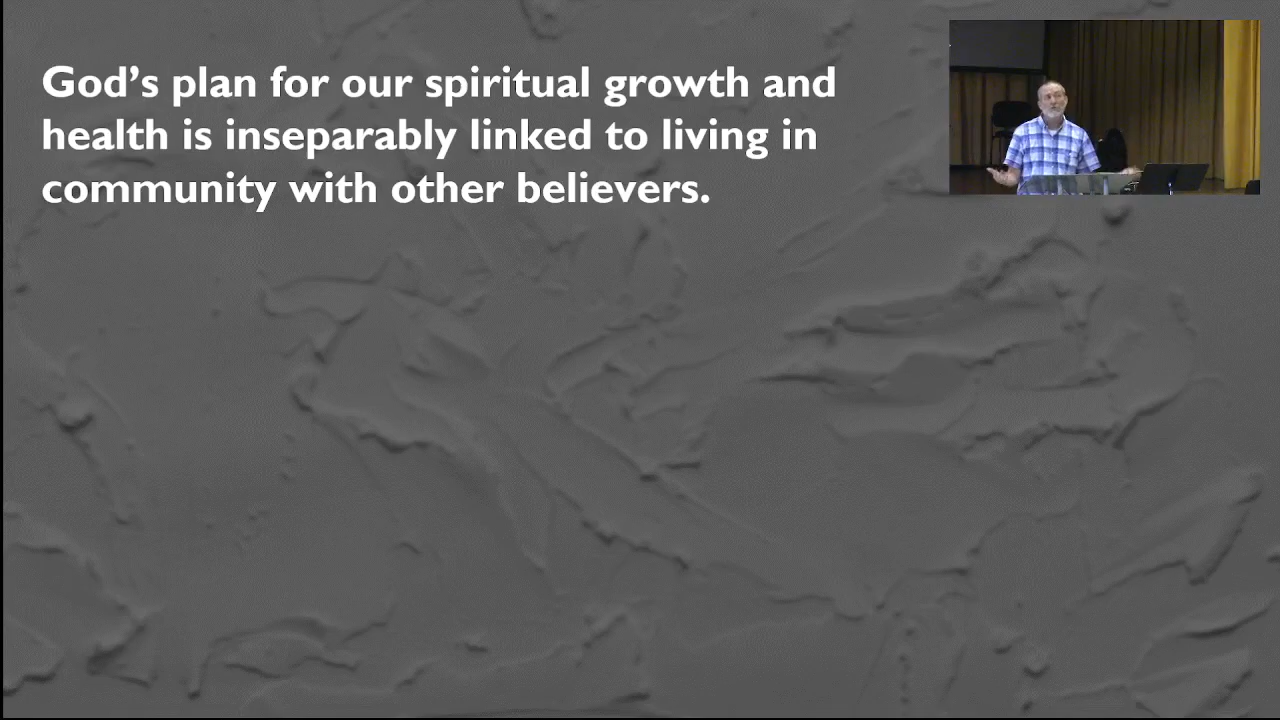 God’s plan for our spiritual growth and
health is inseparably linked to living in
community with other believers.